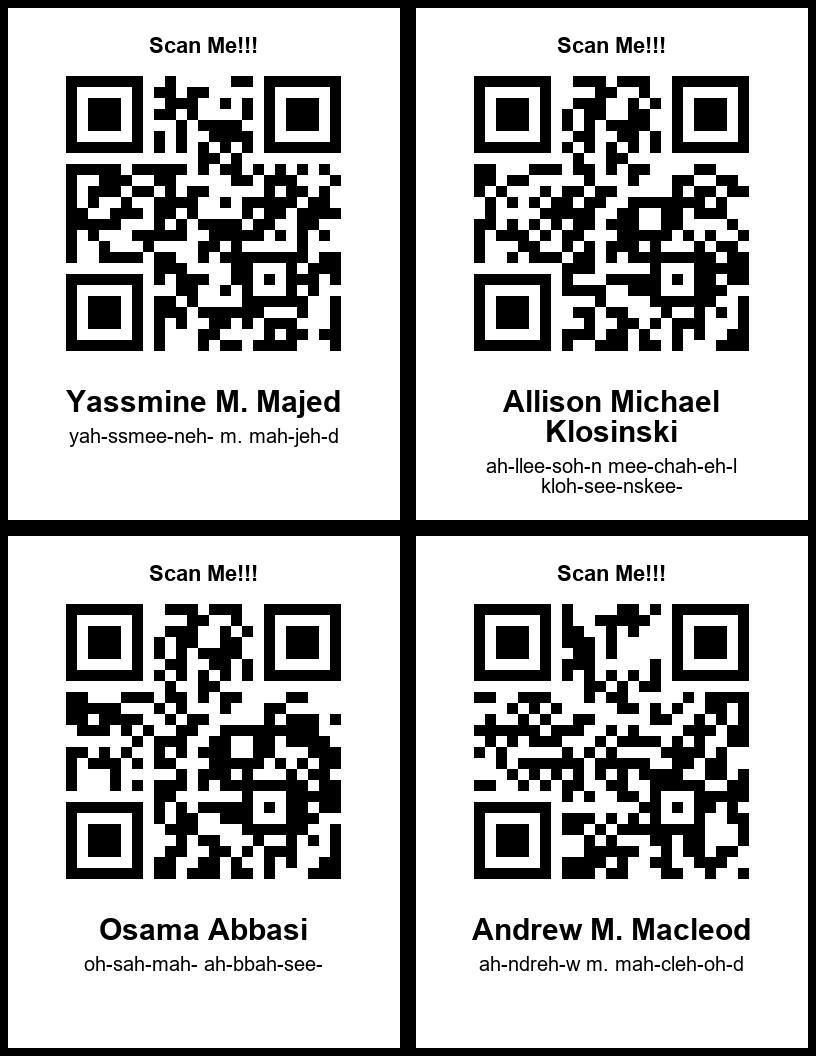 Scan Me!!!
Yassmine M. Majed
yah-ssmee-neh- m. mah-jeh-d
Scan Me!!!
Allison Michael
Klosinski
ah-llee-soh-n mee-chah-eh-l
kloh-see-nskee-
Scan Me!!!
Osama Abbasi
oh-sah-mah- ah-bbah-see-
Scan Me!!!
Andrew M. Macleod
ah-ndreh-w m. mah-cleh-oh-d